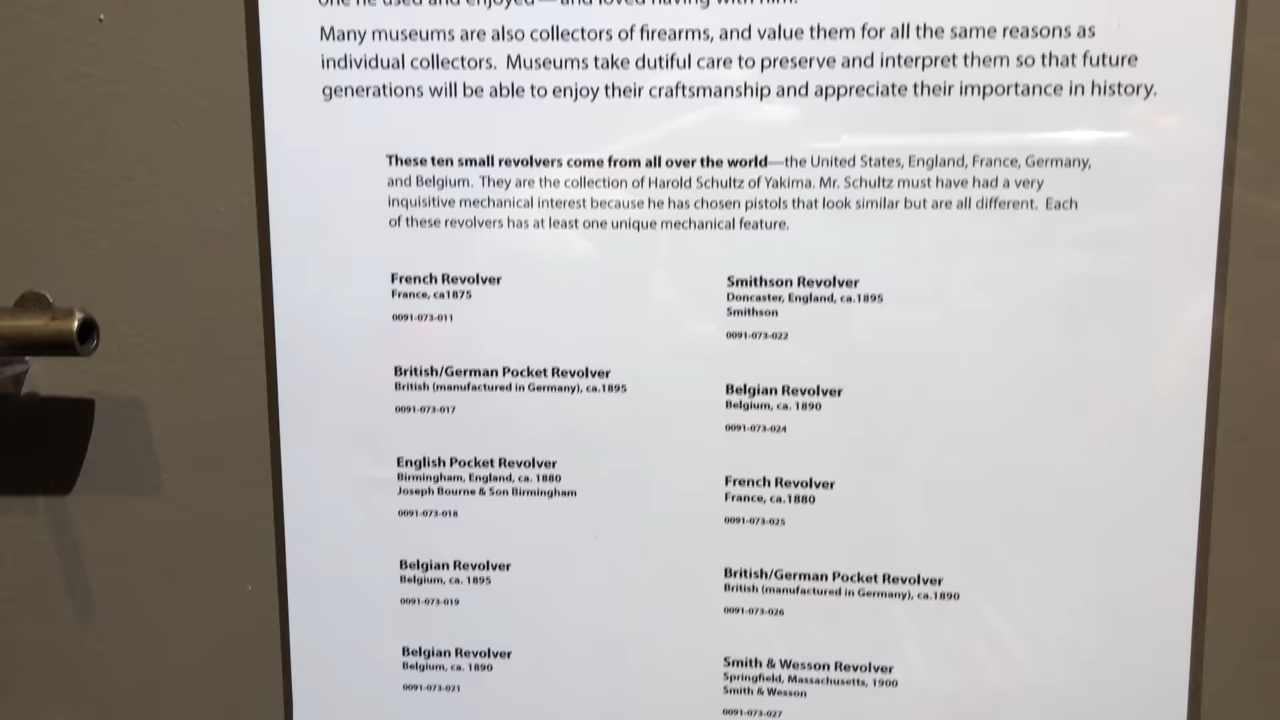 one he used and enjoyed—and loved having with him.
Many museums are also collectors of firearms, and value them for all the same reasons as
individual collectors. Museums take dutiful care to preserve and interpret them so that future
generations will be able to enjoy their craftsmanship and appreciate their importance in history.
These ten small revolvers come from all over the world—the United States, England, France, Germany,
and Belgium. They are the collection of Harold Schultz of Yakima. Mr. Schultz must have had a very
inquisitive mechanical interest because he has chosen pistols that look similar but are all different. Each
of these revolvers has at least one unique mechanical feature.
French Revolver
France, ca1875
0091-073-011
British/German Pocket Revolver
British (manufactured in Germany), ca.1895
0091-073-017
English Pocket Revolver
Birmingham, England, ca. 1880
Joseph Bourne & Son Birmingham
0091-073-018
Belgian Revolver
Belgium, ca. 1895
0091-073-019
Belgian Revolver
Belgium, ca. 1890
0091-073-021
Smithson Revolver
Doncaster, England, ca.1895
Smithson
0091-073-022
Belgian Revolver
Belgium, ca. 1890
0091-073-024
French Revolver
France, ca.1880
0091-073-025
British/German Pocket Revolver
British (manufactured in Germany), ca.1890
0091-073-026
Smith & Wesson Revolver
Springfield, Massachusetts, 1900
Smith & Wesson
0091-073-027